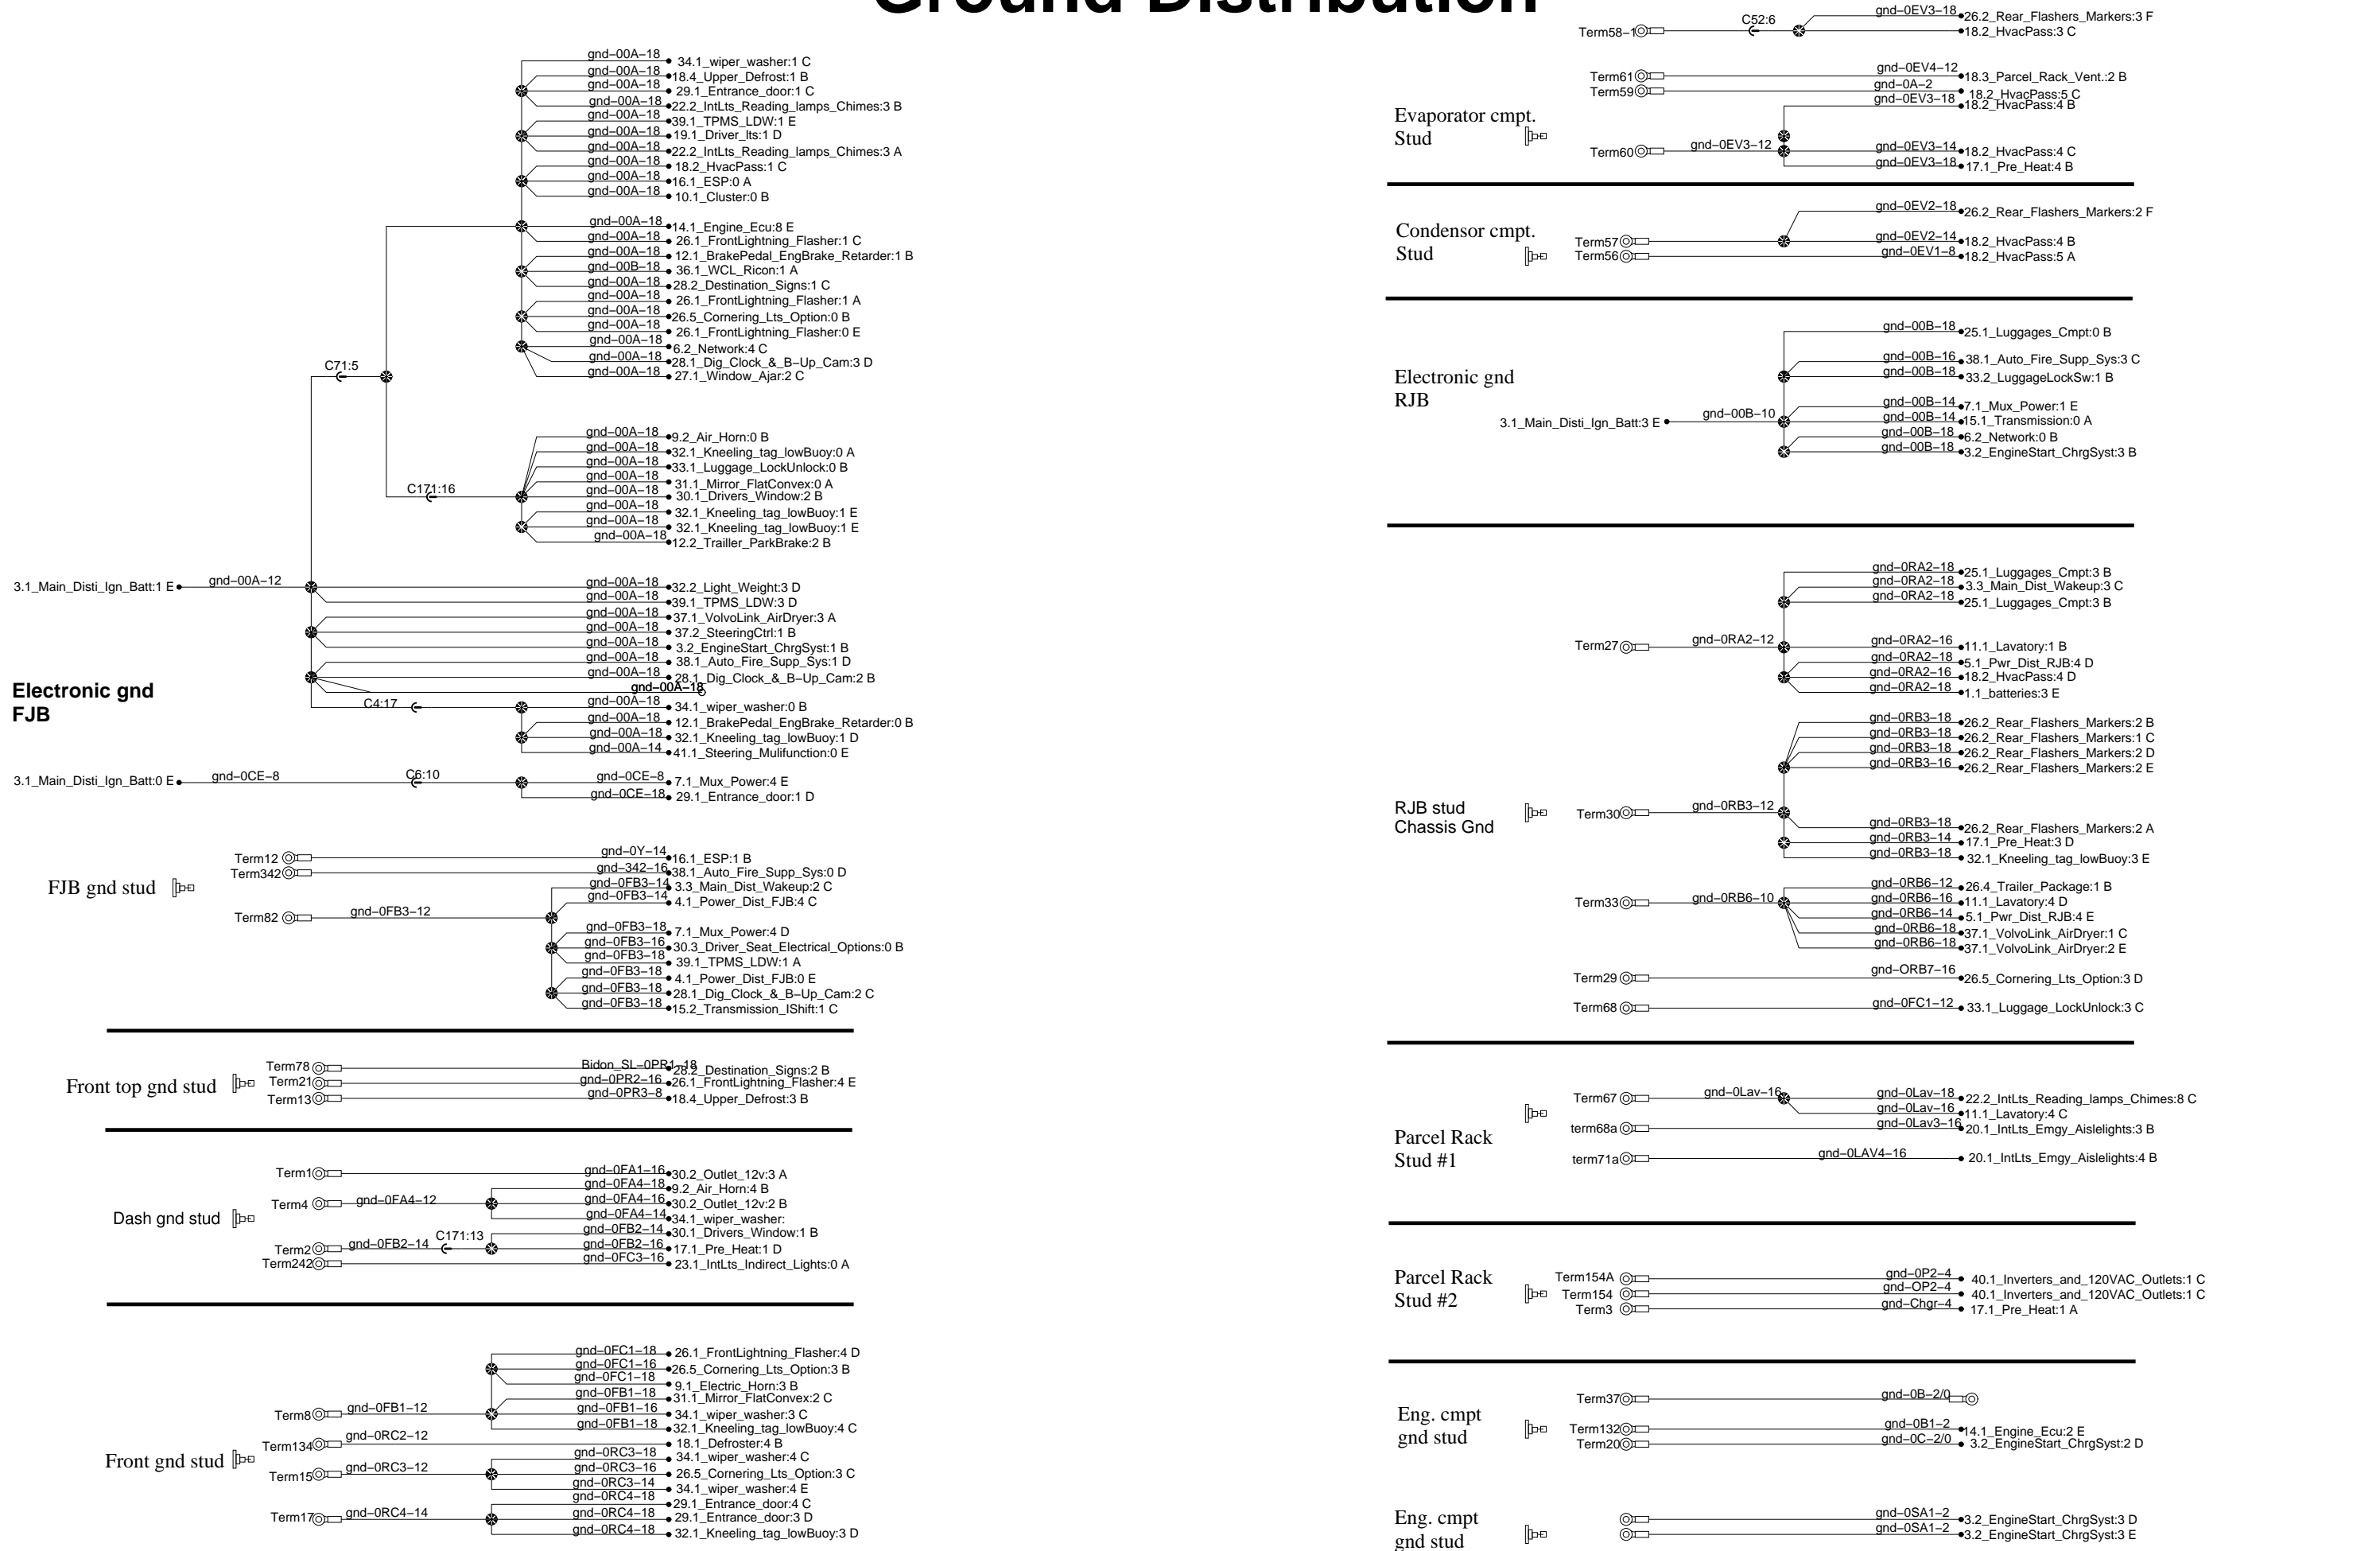 Ground Distribution
gnd-00A-18 34.1_wiper_washer:1 C
gnd-00A-18 18.4_Upper_Defrost:1 B
gnd-00A-18 29.1_Entrance_door:1 C
gnd-00A-18 22.2_IntLts_Reading_lamps_Chimes:3 B
gnd-00A-18 39.1_TPMS_LDW:1 E
gnd-00A-18 19.1_Driver_lts:1 D
gnd-00A-18 22.2_IntLts_Reading_lamps_Chimes:3 A
gnd-00A-18 18.2_HvacPass:1 C
gnd-00A-18 16.1_ESP:0 A
gnd-00A-18 10.1_Cluster:0 B
gnd-00A-18 14.1_Engine_Ecu:8 E
gnd-00A-18 26.1_FrontLightning_Flasher:1 C
gnd-00A-18 12.1_BrakePedal_EngBrake_Retarder:1 B
gnd-00B-18 36.1_WCL_Ricon:1 A
gnd-00A-18 28.2_Destination_Signs:1 C
gnd-00A-18 26.1_FrontLightning_Flasher:1 A
gnd-00A-18 26.5_Cornering_Lts_Option:0 B
gnd-00A-18 26.1_FrontLightning_Flasher:0 E
gnd-00A-18 6.2_Network:4 C
gnd-00A-18 28.1_Dig_Clock_&_B-Up_Cam:3 D
C71:5
gnd-00A-18 27.1_Window_Ajar:2 C
gnd-00A-18 9.2_Air_Horn:0 B
gnd-00A-18 32.1_Kneeling_tag_lowBuoy:0 A
gnd-00A-18 33.1_Luggage_LockUnlock:0 B
gnd-00A-18 31.1_Mirror_FlatConvex:0 A
C171:16 gnd-00A-18 30.1_Drivers_Window:2 B
gnd-00A-18 32.1_Kneeling_tag_lowBuoy:1 E
gnd-00A-18 32.1_Kneeling_tag_lowBuoy:1 E
gnd-00A-18 12.2_Trailler_ParkBrake:2 B
3.1_Main_Disti_Ign_Batt:1 E gnd-00A-12 gnd-00A-18 32.2_Light_Weight:3 D
gnd-00A-18 39.1_TPMS_LDW:3 D
gnd-00A-18 37.1_VolvoLink_AirDryer:3 A
gnd-00A-18 37.2_SteeringCtrl:1 B
gnd-00A-18 3.2_EngineStart_ChrgSyst:1 B
gnd-00A-18 38.1_Auto_Fire_Supp_Sys:1 D
gnd-00A-18 28.1_Dig_Clock_&_B-Up_Cam:2 B
gnd-00A-18
Electronic gnd
FJB
C4:17 gnd-00A-18 34.1_wiper_washer:0 B
gnd-00A-18 12.1_BrakePedal_EngBrake_Retarder:0 B
gnd-00A-18 32.1_Kneeling_tag_lowBuoy:1 D
gnd-00A-14 41.1_Steering_Mulifunction:0 E
3.1_Main_Disti_Ign_Batt:0 E gnd-0CE-8 C6:10 gnd-0CE-8 7.1_Mux_Power:4 E
gnd-0CE-18 29.1_Entrance_door:1 D
FJB gnd stud
Term12 gnd-0Y-14 16.1_ESP:1 B
Term342 gnd-342-16 38.1_Auto_Fire_Supp_Sys:0 D
gnd-0FB3-14 3.3_Main_Dist_Wakeup:2 C
gnd-0FB3-14 4.1_Power_Dist_FJB:4 C
Term82 gnd-0FB3-12
gnd-0FB3-18 7.1_Mux_Power:4 D
gnd-0FB3-16 30.3_Driver_Seat_Electrical_Options:0 B
gnd-0FB3-18 39.1_TPMS_LDW:1 A
gnd-0FB3-18 4.1_Power_Dist_FJB:0 E
gnd-0FB3-18 28.1_Dig_Clock_&_B-Up_Cam:2 C
gnd-0FB3-18 15.2_Transmission_IShift:1 C
Front top gnd stud
Term78 Bidon_SL-0PR1-18 28.2_Destination_Signs:2 B
Term21 gnd-0PR2-16 26.1_FrontLightning_Flasher:4 E
Term13 gnd-0PR3-8 18.4_Upper_Defrost:3 B
Dash gnd stud
Term1 gnd-0FA1-16 30.2_Outlet_12v:3 A
gnd-0FA4-18 9.2_Air_Horn:4 B
Term4 gnd-0FA4-12 gnd-0FA4-16 30.2_Outlet_12v:2 B
gnd-0FA4-14 34.1_wiper_washer:
gnd-0FB2-14 30.1_Drivers_Window:1 B
Term2 gnd-0FB2-14 C171:13 gnd-0FB2-16 17.1_Pre_Heat:1 D
Term242 gnd-0FC3-16 23.1_IntLts_Indirect_Lights:0 A
Front gnd stud
gnd-0FC1-18 26.1_FrontLightning_Flasher:4 D
gnd-0FC1-16 26.5_Cornering_Lts_Option:3 B
gnd-0FC1-18 9.1_Electric_Horn:3 B
gnd-0FB1-18 31.1_Mirror_FlatConvex:2 C
Term8 gnd-0FB1-12 gnd-0FB1-16 34.1_wiper_washer:3 C
gnd-0FB1-18 32.1_Kneeling_tag_lowBuoy:4 C
Term134 gnd-0RC2-12 18.1_Defroster:4 B
gnd-0RC3-18 34.1_wiper_washer:4 C
Term15 gnd-0RC3-12 gnd-0RC3-16 26.5_Cornering_Lts_Option:3 C
gnd-0RC3-14 34.1_wiper_washer:4 E
gnd-0RC4-18 29.1_Entrance_door:4 C
Term17 gnd-0RC4-14 gnd-0RC4-18 29.1_Entrance_door:3 D
gnd-0RC4-18 32.1_Kneeling_tag_lowBuoy:3 D
gnd-0EV3-18 26.2_Rear_Flashers_Markers:3 F
Term58-1 C52:6 18.2_HvacPass:3 C
Term61 gnd-0EV4-12 18.3_Parcel_Rack_Vent.:2 B
Term59 gnd-0A-2 18.2_HvacPass:5 C
gnd-0EV3-18 18.2_HvacPass:4 B
Evaporator cmpt.
Stud
Term60 gnd-0EV3-12 gnd-0EV3-14 18.2_HvacPass:4 C
gnd-0EV3-18 17.1_Pre_Heat:4 B
gnd-0EV2-18 26.2_Rear_Flashers_Markers:2 F
Condensor cmpt.
Stud
Term57 gnd-0EV2-14 18.2_HvacPass:4 B
Term56 gnd-0EV1-8 18.2_HvacPass:5 A
gnd-00B-18 25.1_Luggages_Cmpt:0 B
gnd-00B-16 38.1_Auto_Fire_Supp_Sys:3 C
gnd-00B-18 33.2_LuggageLockSw:1 B
Electronic gnd
RJB
gnd-00B-14 7.1_Mux_Power:1 E
3.1_Main_Disti_Ign_Batt:3 E gnd-00B-10 gnd-00B-14 15.1_Transmission:0 A
gnd-00B-18 6.2_Network:0 B
gnd-00B-18 3.2_EngineStart_ChrgSyst:3 B
gnd-0RA2-18 25.1_Luggages_Cmpt:3 B
gnd-0RA2-18 3.3_Main_Dist_Wakeup:3 C
gnd-0RA2-18 25.1_Luggages_Cmpt:3 B
Term27 gnd-0RA2-12 gnd-0RA2-16 11.1_Lavatory:1 B
gnd-0RA2-18 5.1_Pwr_Dist_RJB:4 D
gnd-0RA2-16 18.2_HvacPass:4 D
gnd-0RA2-18 1.1_batteries:3 E
gnd-0RB3-18 26.2_Rear_Flashers_Markers:2 B
gnd-0RB3-18 26.2_Rear_Flashers_Markers:1 C
gnd-0RB3-18 26.2_Rear_Flashers_Markers:2 D
gnd-0RB3-16 26.2_Rear_Flashers_Markers:2 E
RJB stud
Chassis Gnd
Term30 gnd-0RB3-12
gnd-0RB3-18 26.2_Rear_Flashers_Markers:2 A
gnd-0RB3-14 17.1_Pre_Heat:3 D
gnd-0RB3-18 32.1_Kneeling_tag_lowBuoy:3 E
gnd-0RB6-12 26.4_Trailer_Package:1 B
Term33 gnd-0RB6-10 gnd-0RB6-16 11.1_Lavatory:4 D
gnd-0RB6-14 5.1_Pwr_Dist_RJB:4 E
gnd-0RB6-18 37.1_VolvoLink_AirDryer:1 C
gnd-0RB6-18 37.1_VolvoLink_AirDryer:2 E
Term29 gnd-ORB7-16 26.5_Cornering_Lts_Option:3 D
Term68 gnd-0FC1-12 33.1_Luggage_LockUnlock:3 C
Term67 gnd-0Lav-16 gnd-0Lav-18 22.2_IntLts_Reading_lamps_Chimes:8 C
gnd-0Lav-16 11.1_Lavatory:4 C
term68a gnd-0Lav3-16 20.1_IntLts_Emgy_Aislelights:3 B
Parcel Rack
Stud #1
term71a gnd-0LAV4-16 20.1_IntLts_Emgy_Aislelights:4 B
Parcel Rack
Stud #2
Term154A gnd-0P2-4 40.1_Inverters_and_120VAC_Outlets:1 C
Term154 gnd-OP2-4 40.1_Inverters_and_120VAC_Outlets:1 C
Term3 gnd-Chgr-4 17.1_Pre_Heat:1 A
Term37 gnd-0B-2/0
Eng. cmpt
gnd stud
Term132 gnd-0B1-2 14.1_Engine_Ecu:2 E
Term20 gnd-0C-2/0 3.2_EngineStart_ChrgSyst:2 D
Eng. cmpt
gnd stud
gnd-0SA1-2 3.2_EngineStart_ChrgSyst:3 D
gnd-0SA1-2 3.2_EngineStart_ChrgSyst:3 E